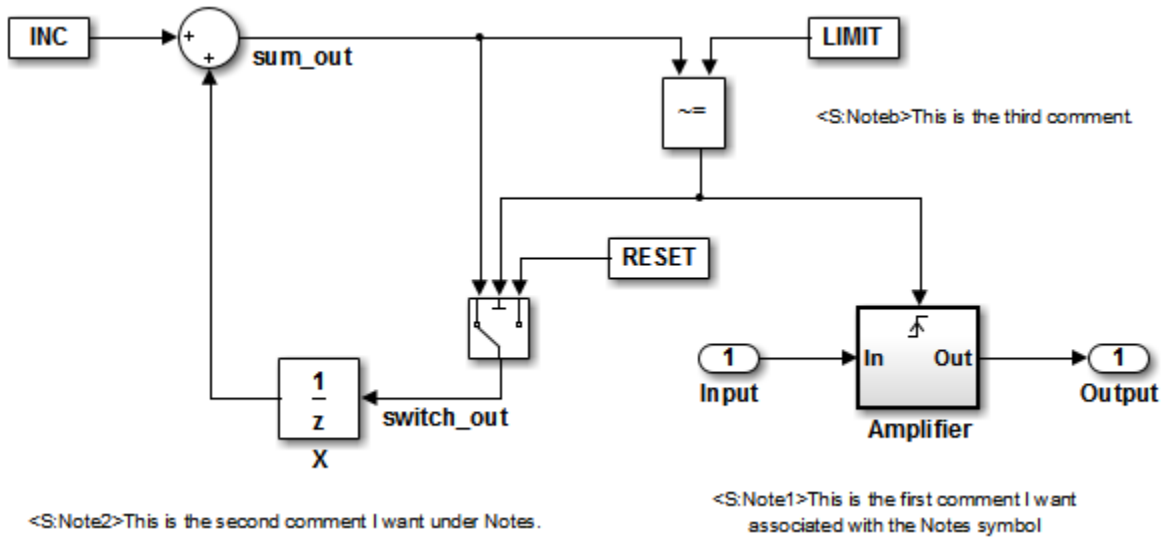 INC
+
+
sum_out
LIMIT
~=
<S:Noteb>This is the third comment.
RESET
1
Input
In
Out
Amplifier
1
Output
1
z
X
switch_out
<S:Note2>This is the second comment I want under Notes.
<S:Note1>This is the first comment I want
associated with the Notes symbol